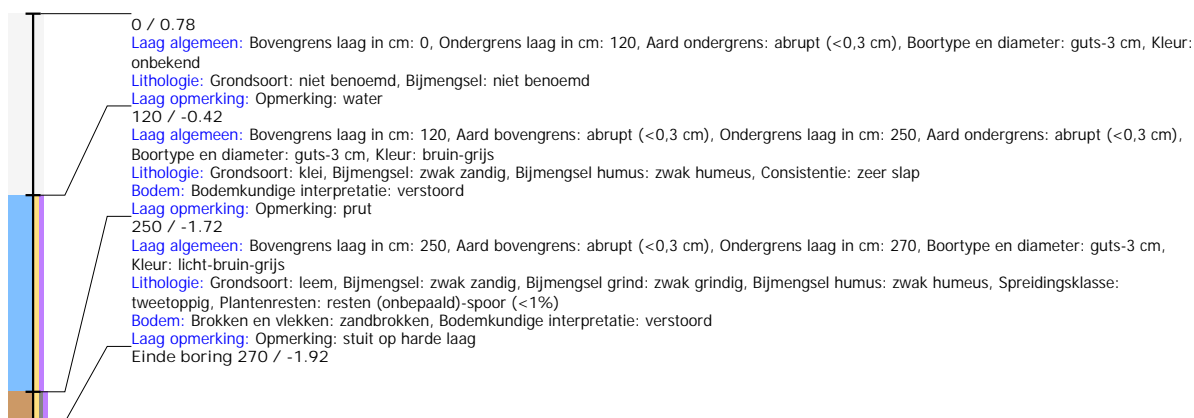 0 / 0.78
Laag algemeen: Bovengrens laag in cm: 0, Ondergrens laag in cm: 120, Aard ondergrens: abrupt (<0,3 cm), Boortype en diameter: guts-3 cm, Kleur:
onbekend
Lithologie: Grondsoort: niet benoemd, Bijmengsel: niet benoemd
Laag opmerking: Opmerking: water
120 / -0.42
Laag algemeen: Bovengrens laag in cm: 120, Aard bovengrens: abrupt (<0,3 cm), Ondergrens laag in cm: 250, Aard ondergrens: abrupt (<0,3 cm),
Boortype en diameter: guts-3 cm, Kleur: bruin-grijs
Lithologie: Grondsoort: klei, Bijmengsel: zwak zandig, Bijmengsel humus: zwak humeus, Consistentie: zeer slap
Bodem: Bodemkundige interpretatie: verstoord
Laag opmerking: Opmerking: prut
250 / -1.72
Laag algemeen: Bovengrens laag in cm: 250, Aard bovengrens: abrupt (<0,3 cm), Ondergrens laag in cm: 270, Boortype en diameter: guts-3 cm,
Kleur: licht-bruin-grijs
Lithologie: Grondsoort: leem, Bijmengsel: zwak zandig, Bijmengsel grind: zwak grindig, Bijmengsel humus: zwak humeus, Spreidingsklasse:
tweetoppig, Plantenresten: resten (onbepaald)-spoor (<1%)
Bodem: Brokken en vlekken: zandbrokken, Bodemkundige interpretatie: verstoord
Laag opmerking: Opmerking: stuit op harde laag
Einde boring 270 / -1.92